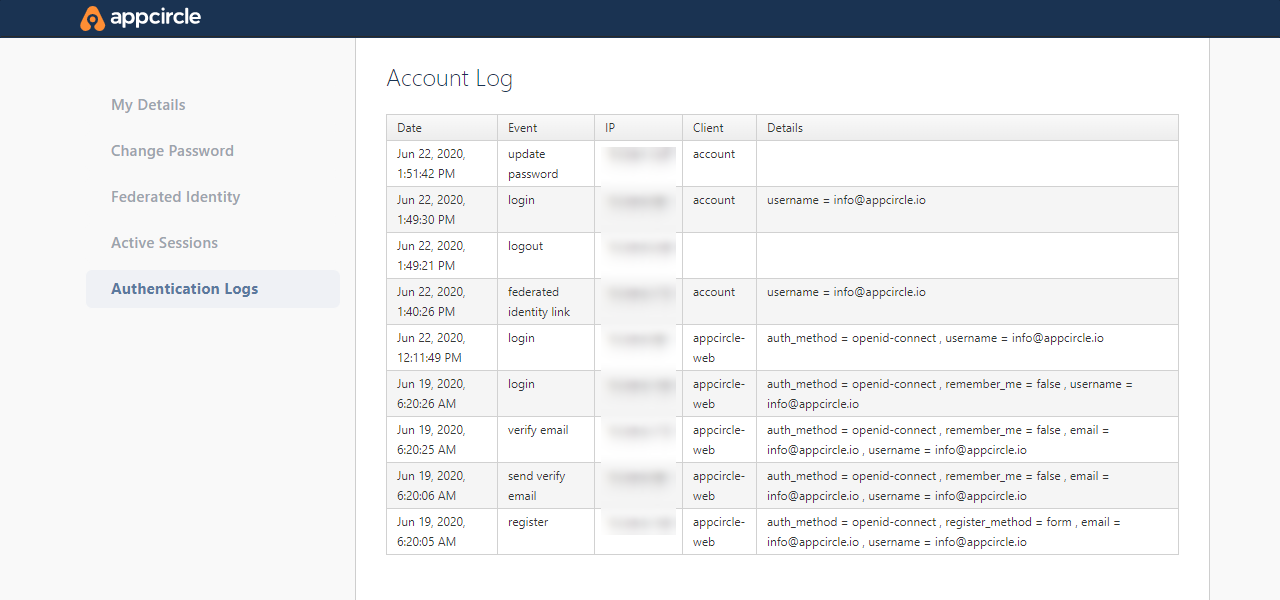 appcircle
My Details
Change Password
Federated Identity
Active Sessions
Authentication Logs
Account Log
Date Event IP Client Details
Jun 22, 2020, update account
1:51:42 PM password
Jun 22, 2020, login account username = info@appcircle.io
1:49:30 PM
Jun 22, 2020, logout
1:49:21 PM
Jun 22, 2020, federated account username = info@appcircle.io
1:40:26 PM identity link
Jun 22, 2020, login appcircle- auth_method = openid-connect , username = info@appcircle.io
12:11:49 PM web
Jun 19, 2020, login appcircle- auth_method = openid-connect , remember_me = false , username =
6:20:26 AM web info@appcircle.io
Jun 19, 2020, verify email appcircle- auth_method = openid-connect , remember_me = false , email =
6:20:25 AM web info@appcircle.io , username = info@appcircle.io
Jun 19, 2020, send verify appcircle- auth_method = openid-connect , remember_me = false , email =
6:20:06 AM email web info@appcircle.io , username = info@appcircle.io
Jun 19, 2020, register appcircle- auth_method = openid-connect , register_method = form , email =
6:20:05 AM web info@appcircle.io , username = info@appcircle.io